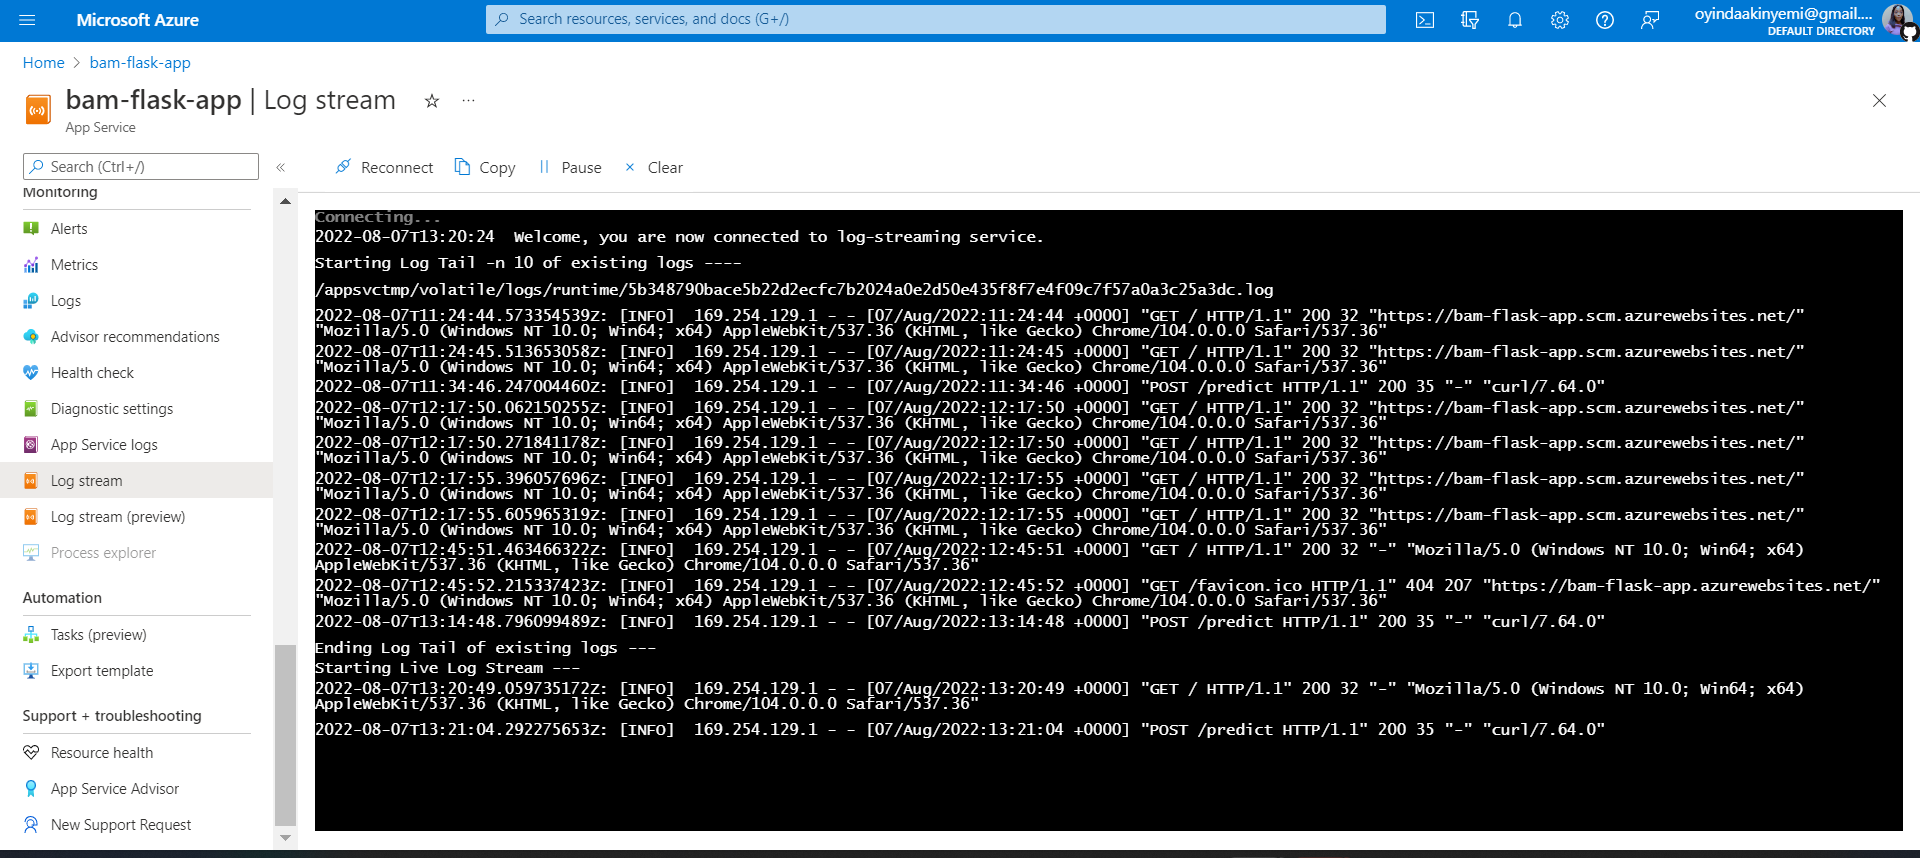 Microsoft Azure
Search resources, services, and docs (G+/)
oyindaakinyemi@gmail....
DEFAULT DIRECTORY
Home
bam-flask-app
bam-flask-app | Log stream
...
App Service
Search (Ctrl+/)
«
Reconnect
Copy
Pause
Clear
Monitoring
Alerts
Metrics
Logs
Advisor recommendations
Health check
Diagnostic settings
App Service logs
Log stream
Log stream (preview)
Process explorer
Automation
Tasks (preview)
Export template
Support + troubleshooting
Resource health
App Service Advisor
New Support Request
Connecting...
2022-08-07T13:20:24  Welcome, you are now connected to log-streaming service.
Starting Log Tail -n 10 of existing logs ----
/appsvctmp/volatile/logs/runtime/5b348790bace5b22d2ecfc7b2024a0e2d50e435f8f7e4f09c7f57a0a3c25a3dc.log
2022-08-07T11:24:44.573354539Z: [INFO]  169.254.129.1 - - [07/Aug/2022:11:24:44 +0000] "GET / HTTP/1.1" 200 32 "https://bam-flask-app.scm.azurewebsites.net/"
"Mozilla/5.0 (Windows NT 10.0; Win64; x64) AppleWebKit/537.36 (KHTML, like Gecko) Chrome/104.0.0.0 Safari/537.36"
2022-08-07T11:24:45.513653058Z: [INFO]  169.254.129.1 - - [07/Aug/2022:11:24:45 +0000] "GET / HTTP/1.1" 200 32 "https://bam-flask-app.scm.azurewebsites.net/"
"Mozilla/5.0 (Windows NT 10.0; Win64; x64) AppleWebKit/537.36 (KHTML, like Gecko) Chrome/104.0.0.0 Safari/537.36"
2022-08-07T11:34:46.247004460Z: [INFO]  169.254.129.1 - - [07/Aug/2022:11:34:46 +0000] "POST /predict HTTP/1.1" 200 35 "-" "curl/7.64.0"
2022-08-07T12:17:50.062150255Z: [INFO]  169.254.129.1 - - [07/Aug/2022:12:17:50 +0000] "GET / HTTP/1.1" 200 32 "https://bam-flask-app.scm.azurewebsites.net/"
"Mozilla/5.0 (Windows NT 10.0; Win64; x64) AppleWebKit/537.36 (KHTML, like Gecko) Chrome/104.0.0.0 Safari/537.36"
2022-08-07T12:17:50.271841178Z: [INFO]  169.254.129.1 - - [07/Aug/2022:12:17:50 +0000] "GET / HTTP/1.1" 200 32 "https://bam-flask-app.scm.azurewebsites.net/"
"Mozilla/5.0 (Windows NT 10.0; Win64; x64) AppleWebKit/537.36 (KHTML, like Gecko) Chrome/104.0.0.0 Safari/537.36"
2022-08-07T12:17:55.396057696Z: [INFO]  169.254.129.1 - - [07/Aug/2022:12:17:55 +0000] "GET / HTTP/1.1" 200 32 "https://bam-flask-app.scm.azurewebsites.net/"
"Mozilla/5.0 (Windows NT 10.0; Win64; x64) AppleWebKit/537.36 (KHTML, like Gecko) Chrome/104.0.0.0 Safari/537.36"
2022-08-07T12:17:55.605965319Z: [INFO]  169.254.129.1 - - [07/Aug/2022:12:17:55 +0000] "GET / HTTP/1.1" 200 32 "https://bam-flask-app.scm.azurewebsites.net/"
"Mozilla/5.0 (Windows NT 10.0; Win64; x64) AppleWebKit/537.36 (KHTML, like Gecko) Chrome/104.0.0.0 Safari/537.36"
2022-08-07T12:45:51.463466322Z: [INFO]  169.254.129.1 - - [07/Aug/2022:12:45:51 +0000] "GET / HTTP/1.1" 200 32 "-" "Mozilla/5.0 (Windows NT 10.0; Win64; x64)
AppleWebKit/537.36 (KHTML, like Gecko) Chrome/104.0.0.0 Safari/537.36"
2022-08-07T12:45:52.215337423Z: [INFO]  169.254.129.1 - - [07/Aug/2022:12:45:52 +0000] "GET /favicon.ico HTTP/1.1" 404 207 "https://bam-flask-app.azurewebsites.net/"
"Mozilla/5.0 (Windows NT 10.0; Win64; x64) AppleWebKit/537.36 (KHTML, like Gecko) Chrome/104.0.0.0 Safari/537.36"
2022-08-07T13:14:48.796099489Z: [INFO]  169.254.129.1 - - [07/Aug/2022:13:14:48 +0000] "POST /predict HTTP/1.1" 200 35 "-" "curl/7.64.0"
Ending Log Tail of existing logs ---
Starting Live Log Stream ---
2022-08-07T13:20:49.059735172Z: [INFO]  169.254.129.1 - - [07/Aug/2022:13:20:49 +0000] "GET / HTTP/1.1" 200 32 "-" "Mozilla/5.0 (Windows NT 10.0; Win64; x64)
AppleWebKit/537.36 (KHTML, like Gecko) Chrome/104.0.0.0 Safari/537.36"
2022-08-07T13:21:04.292275653Z: [INFO]  169.254.129.1 - - [07/Aug/2022:13:21:04 +0000] "POST /predict HTTP/1.1" 200 35 "-" "curl/7.64.0"